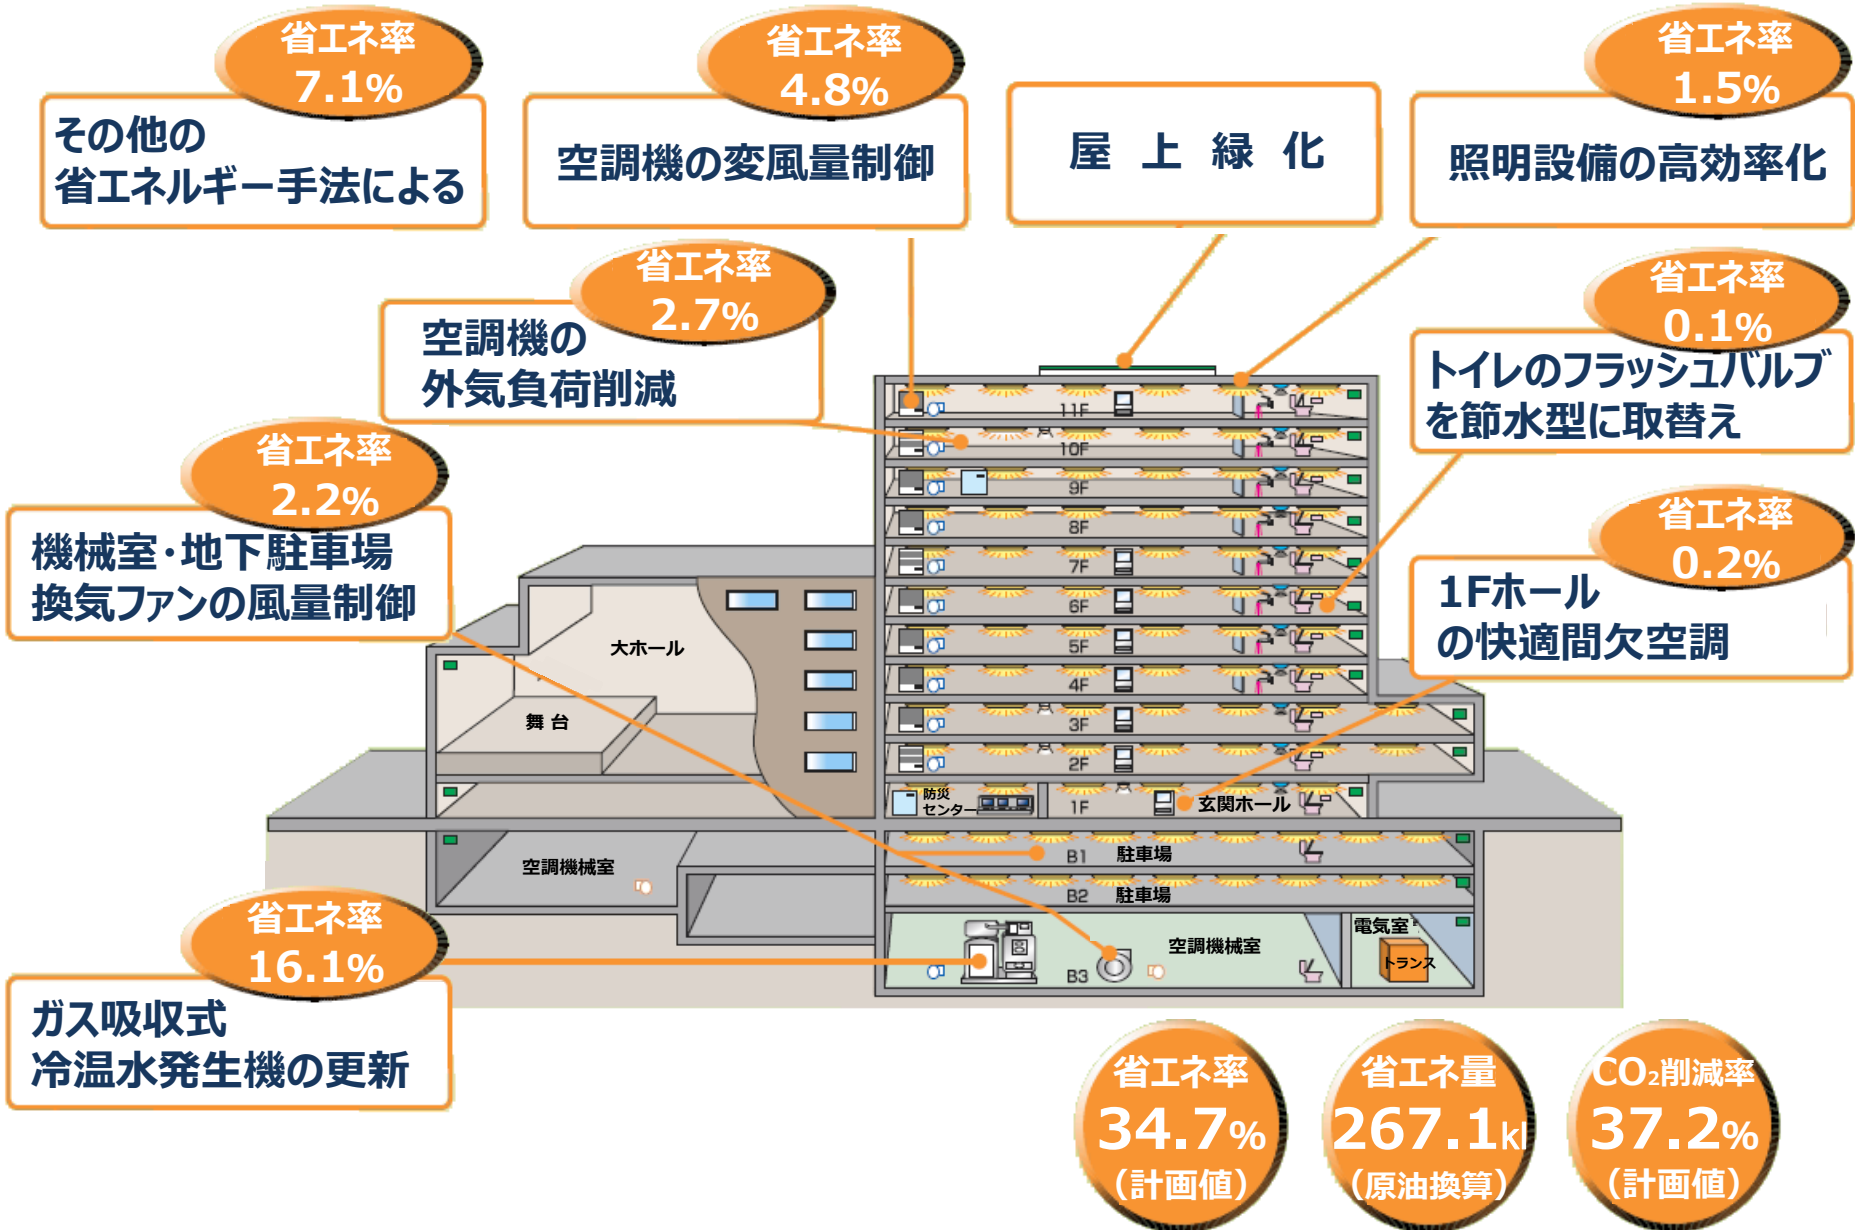 省エネ率
7.1%
その他の
省エネルギー手法による
省エネ率
4.8%
空調機の変風量制御
屋上緑化
省エネ率
1.5%
照明設備の高効率化
省エネ率
2.7%
空調機の
外気負荷削減
省エネ率
0.1%
トイレのフラッシュバルブ
を節水型に取替え
省エネ率
2.2%
機械室・地下駐車場
換気ファンの風量制御
省エネ率
0.2%
1Fホール
の快適間欠空調
省エネ率
16.1%
ガス吸収式
冷温水発生機の更新
11F
10F
9F
8F
7F
6F
5F
4F
3F
2F
大ホール
舞台
防災
センター
1F
玄関ホール
B1
駐車場
B2
駐車場
空調機械室
B3
空調機械室
電気室
トランス
省エネ率
34.7%
（計画値）
省エネ量
267.1kl
（原油換算）
CO₂削減率
37.2%
（計画値）